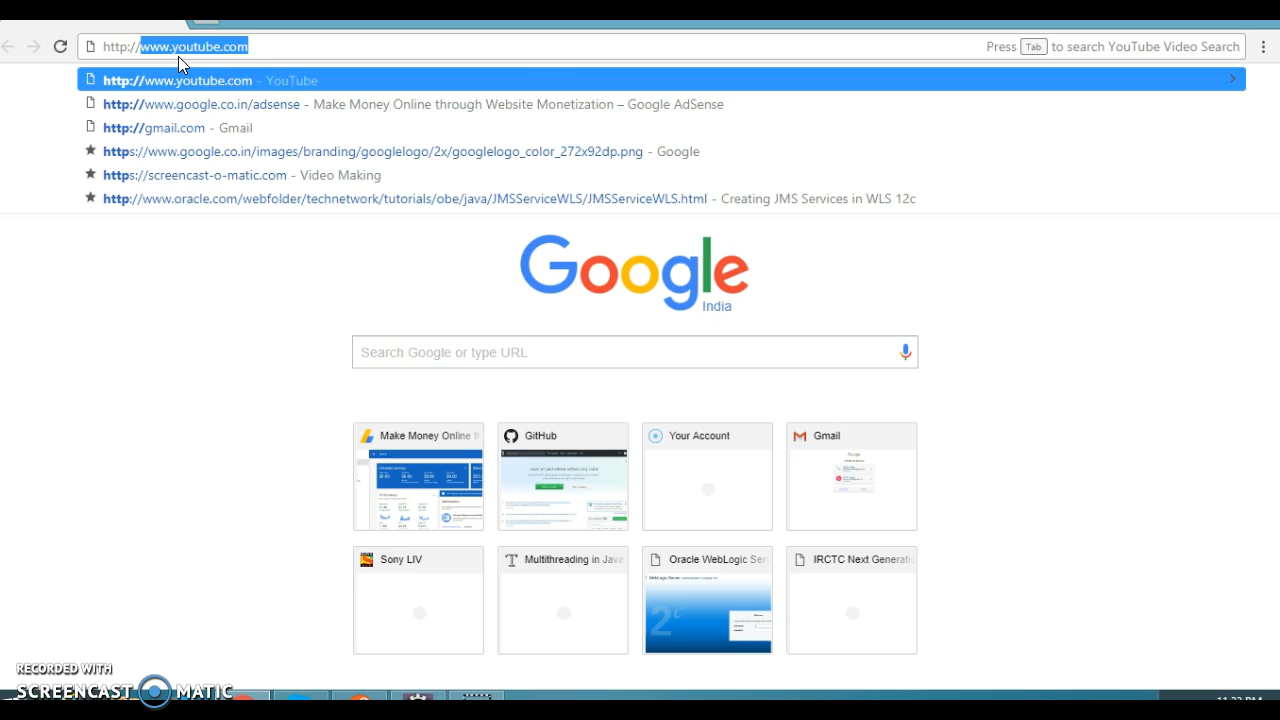 http://www.youtube.com Press Tab to search YouTube Video Search
http://www.youtube.com - YouTube
http://www.google.co.in/adsense - Make Money Online through Website Monetization – Google AdSense
http://gmail.com - Gmail
https://www.google.co.in/images/branding/googlelogo/2x/googlelogo_color_272x92dp.png - Google
https://screencast-o-matic.com - Video Making
http://www.oracle.com/webfolder/technetwork/tutorials/obe/java/JMSServiceWLS/JMSServiceWLS.html - Creating JMS Services in WLS 12c
Google
India
Search Google or type URL
Make Money Online th GitHub Your Account Gmail
Sony LIV Multithreading in Java Oracle WebLogic Ser IRCTC Next Generati
RECORDED WITH
SCREENCAST MATIC